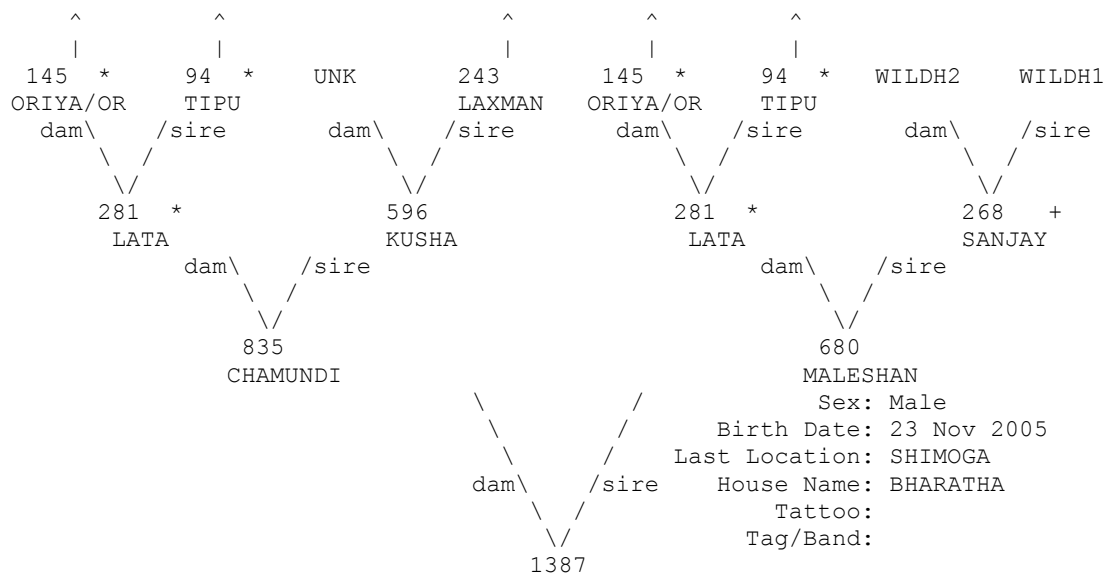 ^ ^ ^ ^ ^
| | | | |
145 * 94 * UNK 243 145 * 94 * WILDH2 WILDH1
ORIYA/OR TIPU LAXMAN ORIYA/OR TIPU
dam\ /sire dam\ /sire dam\ /sire dam\ /sire
\ / \ / \ / \ /
\/ \/ \/ \/
281 * 596 281 * 268 +
LATA KUSHA LATA SANJAY
dam\ /sire dam\ /sire
\ / \ /
\/ \/
835 680
CHAMUNDI MALESHAN
\ / Sex: Male
\ / Birth Date: 23 Nov 2005
\ / Last Location: SHIMOGA
dam\ /sire House Name: BHARATHA
\ / Tattoo:
\/ Tag/Band:
1387